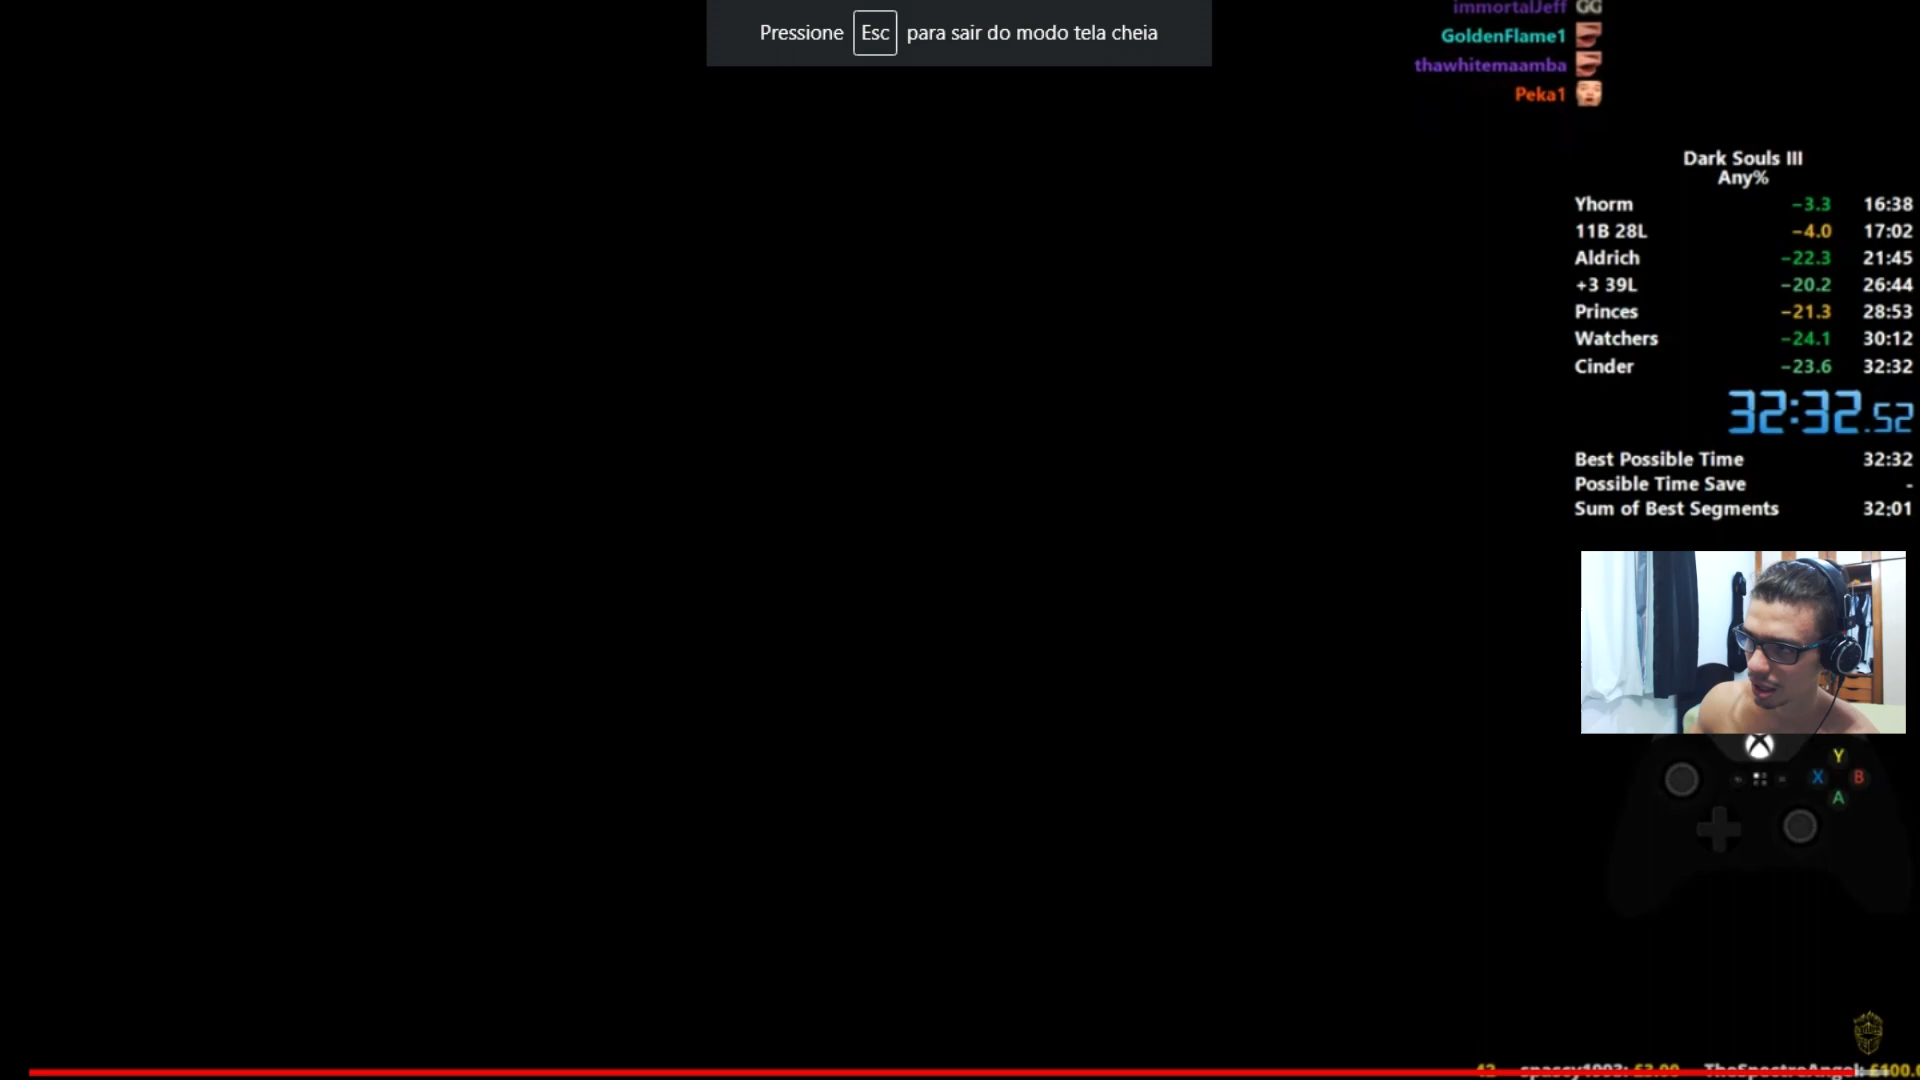 Pressione Esc para sair do modo tela cheia
immortalJeff GG
GoldenFlame1
thawhitemaamba
Peka1
Dark Souls III
Any%
Yhorm -3.3 16:38
11B 28L -4.0 17:02
Aldrich -22.3 21:45
+3 39L -20.2 26:44
Princes -21.3 28:53
Watchers -24.1 30:12
Cinder -23.6 32:32
32:32.52
Best Possible Time 32:32
Possible Time Save -
Sum of Best Segments 32:01
Y
X B
A